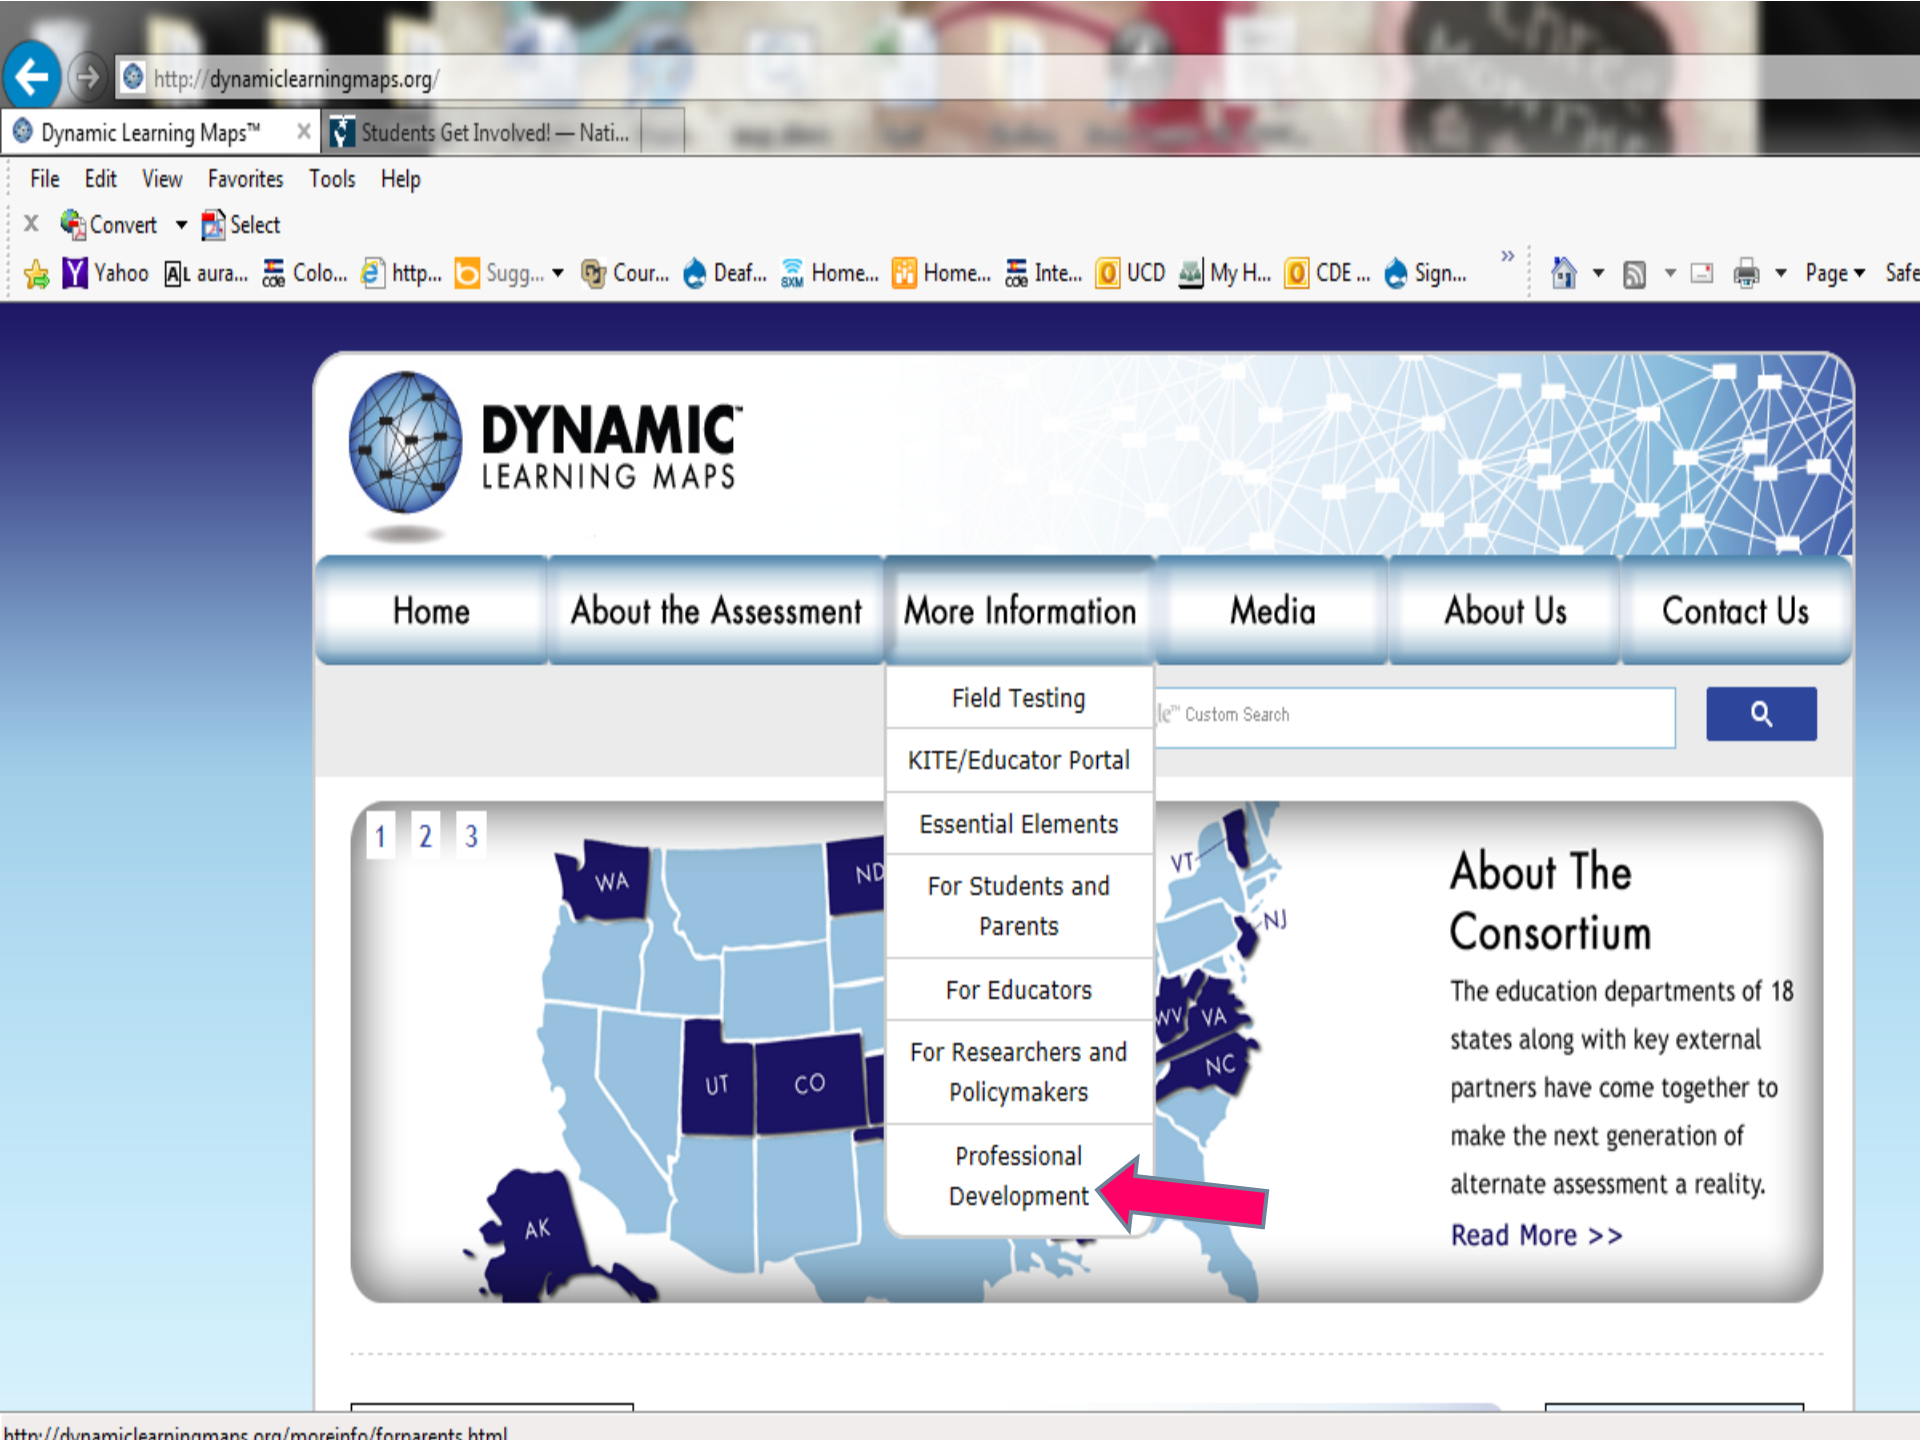 http://dynamiclearningmaps.org/
Dynamic Learning Maps™ Students Get Involved! — Nati...
File Edit View Favorites Tools Help
X Convert Select
Yahoo AL aura... Colo... http... Sugg... Cour... Deaf... Home... Home... Inte... UCD My H... CDE ... Sign... » Page Safe
DYNAMIC™
LEARNING MAPS
Home About the Assessment More Information Media About Us Contact Us
Field Testing
le™ Custom Search
KITE/Educator Portal
Essential Elements
For Students and
Parents
For Educators
For Researchers and
Policymakers
Professional
Development
1 2 3
WA
ND
VT
NJ
WV VA
NC
UT CO
AK
About The
Consortium
The education departments of 18
states along with key external
partners have come together to
make the next generation of
alternate assessment a reality.
Read More >>
http://dynamiclearningmaps.org/moreinfo/forparents.html